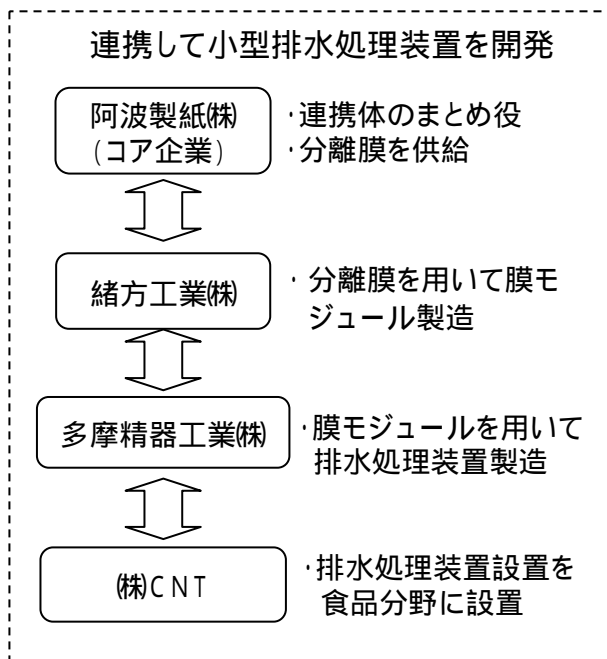 連携して小型排水処理装置を開発
阿波製紙㈱
(コア企業)
・連携体のまとめ役
・分離膜を供給
緒方工業㈱
・分離膜を用いて膜モ
ジュール製造
多摩精器工業㈱
・膜モジュールを用いて
排水処理装置製造
㈱CNT
・排水処理装置設置を
食品分野に設置